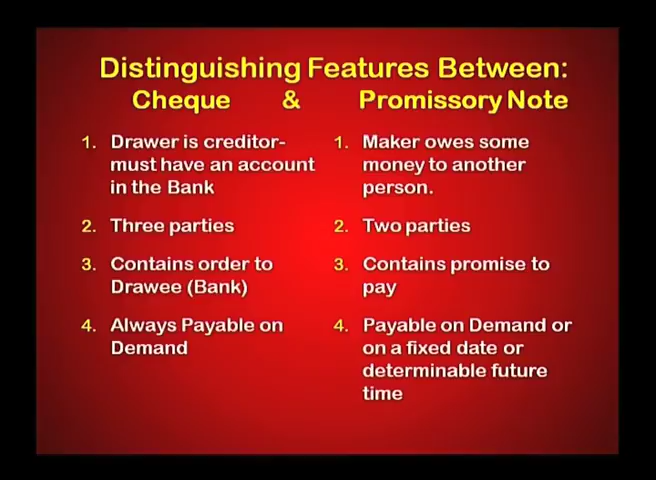 Distinguishing Features Between:
Cheque & Promissory Note
1. Drawer is creditor-
must have an account
in the Bank
2. Three parties
3. Contains order to
Drawee (Bank)
4. Always Payable on
Demand
1. Maker owes some
money to another
person.
2. Two parties
3. Contains promise to
pay
4. Payable on Demand or
on a fixed date or
determinable future
time